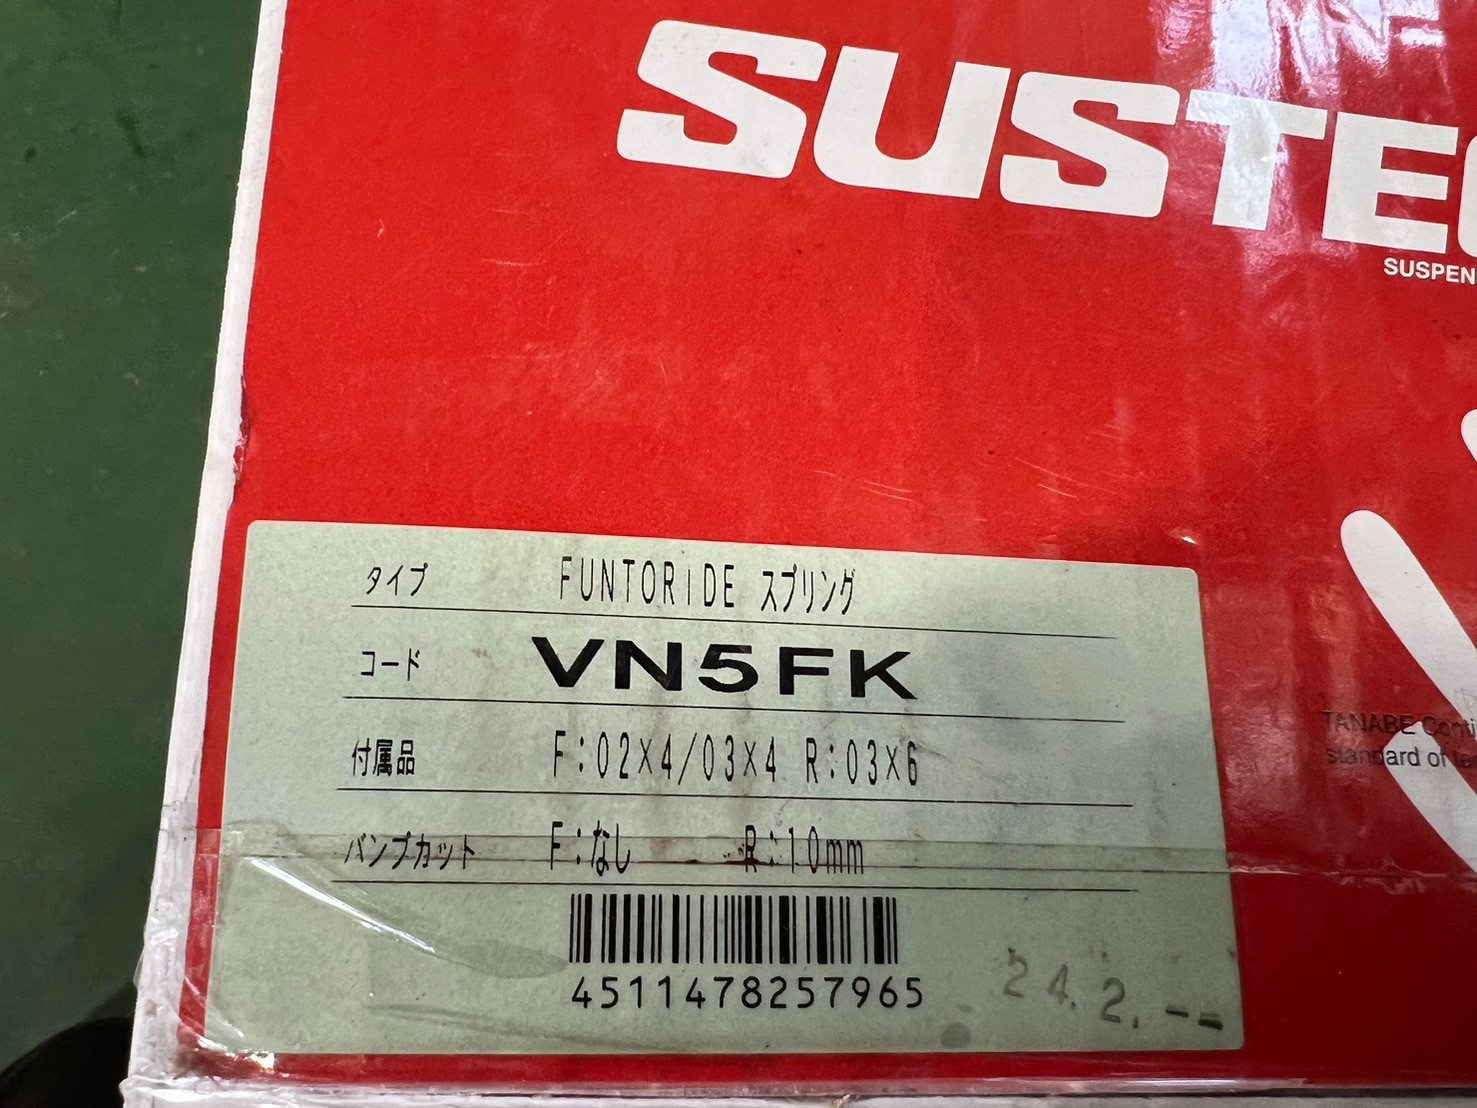 SUSTEC
SUSPEN
TANABE Conti
standard of te
タイプ FUNTORIDE スプリング
コード VN5FK
付属品 F:02×4/03×4 R:03×6
バンプカット F:なし R:10mm
4511478257965
24.2.--